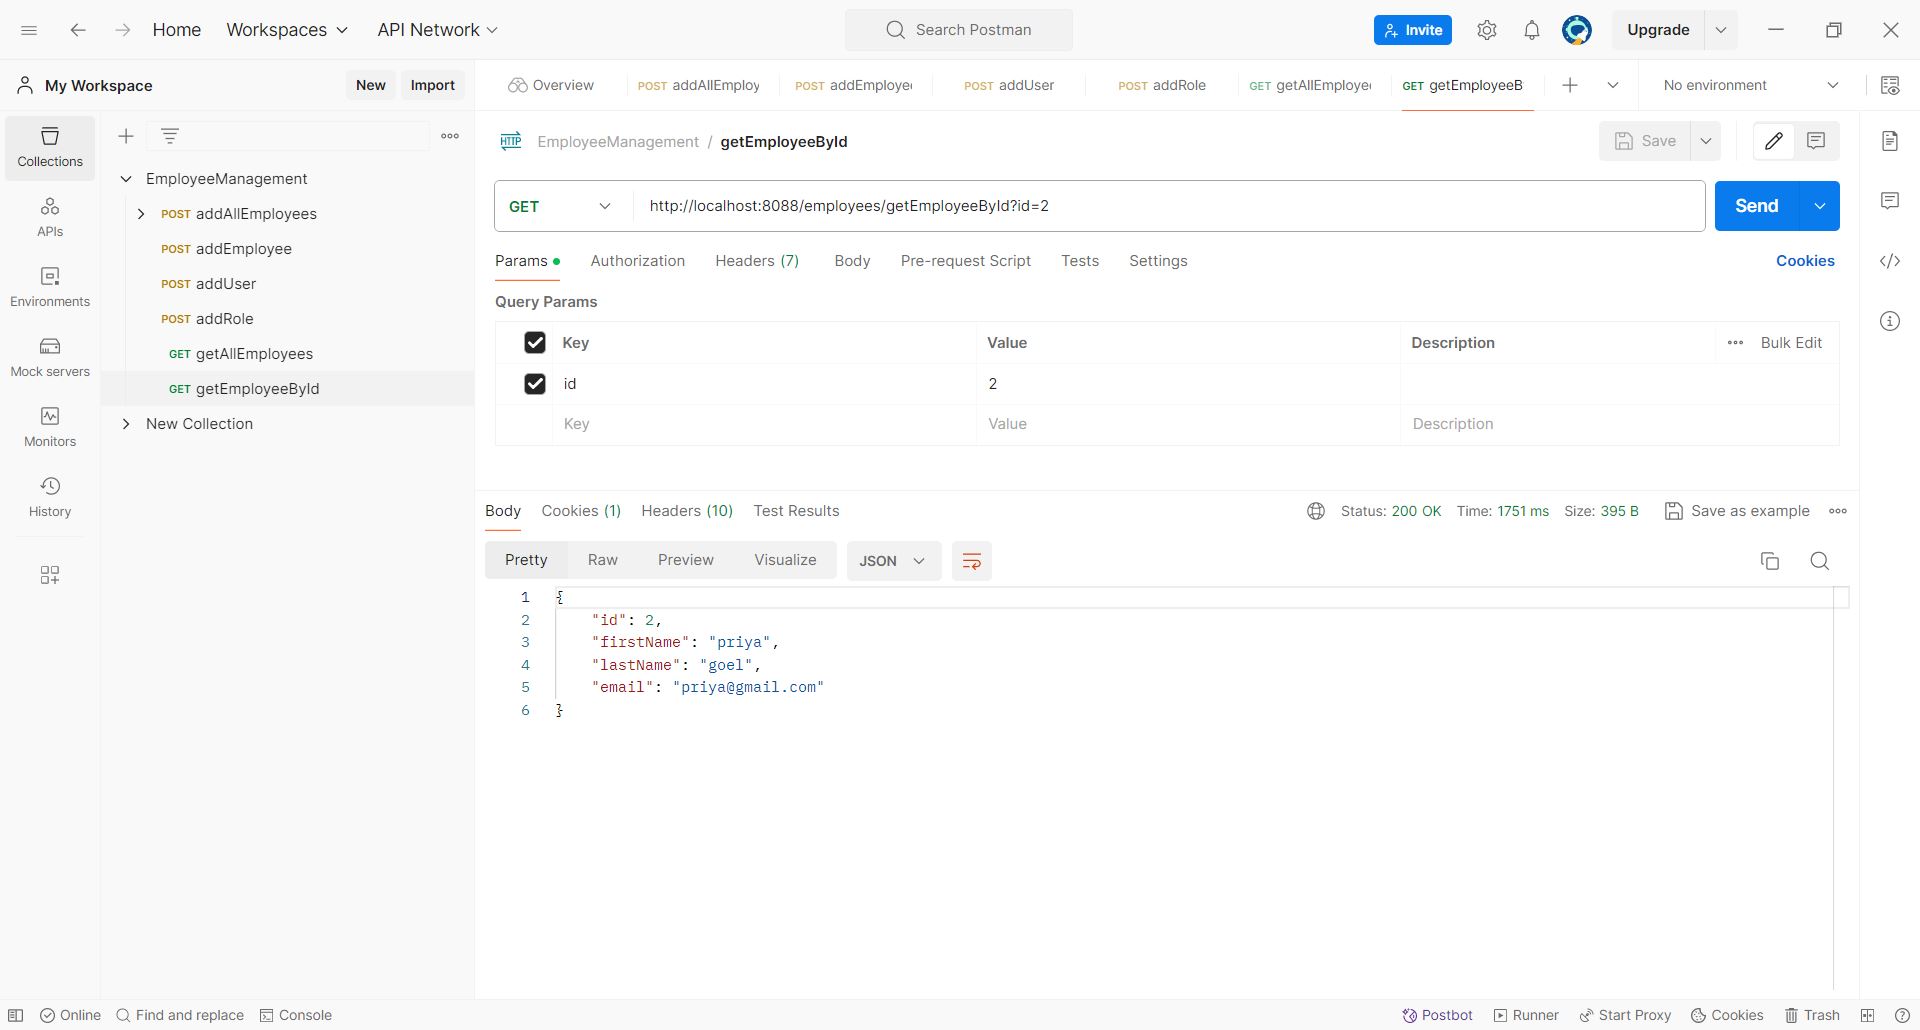 Home Workspaces API Network Search Postman Invite Upgrade
My Workspace New Import Overview POST addAllEmploy POST addEmployee POST addUser POST addRole GET getAllEmployee GET getEmployeeB No environment
Collections
APIs
Environments
Mock servers
Monitors
History
EmployeeManagement
POST addAllEmployees
POST addEmployee
POST addUser
POST addRole
GET getAllEmployees
GET getEmployeeById
New Collection
HTTP EmployeeManagement / getEmployeeById Save
GET http://localhost:8088/employees/getEmployeeById?id=2 Send
Params Authorization Headers (7) Body Pre-request Script Tests Settings Cookies
Query Params
Key Value Description Bulk Edit
id 2
Key Value Description
Body Cookies (1) Headers (10) Test Results Status: 200 OK Time: 1751 ms Size: 395 B Save as example
Pretty Raw Preview Visualize JSON
1 {
2 "id": 2,
3 "firstName": "priya",
4 "lastName": "goel",
5 "email": "priya@gmail.com"
6 }
Online Find and replace Console Postbot Runner Start Proxy Cookies Trash